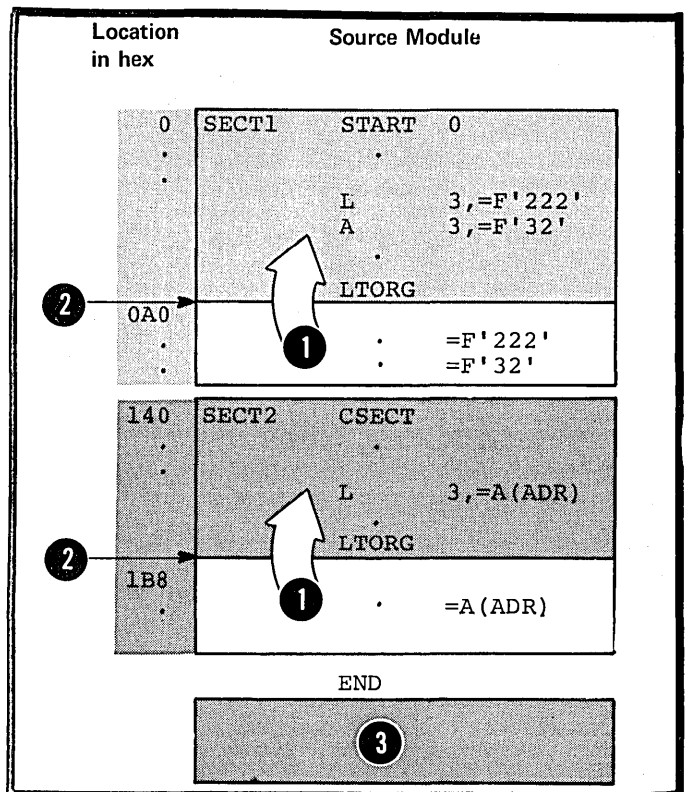 Location Source Module
in hex
0 SECT1 START 0
.
.
L 3,=F'222'
A 3,=F'32'
.
LTORG
2
0A0
1 . =F'222'
. . =F'32'
.
140 SECT2 CSECT
. .
.
L 3,=A(ADR)
.
LTORG
2
1B8
. 1 . =A(ADR)
END
3